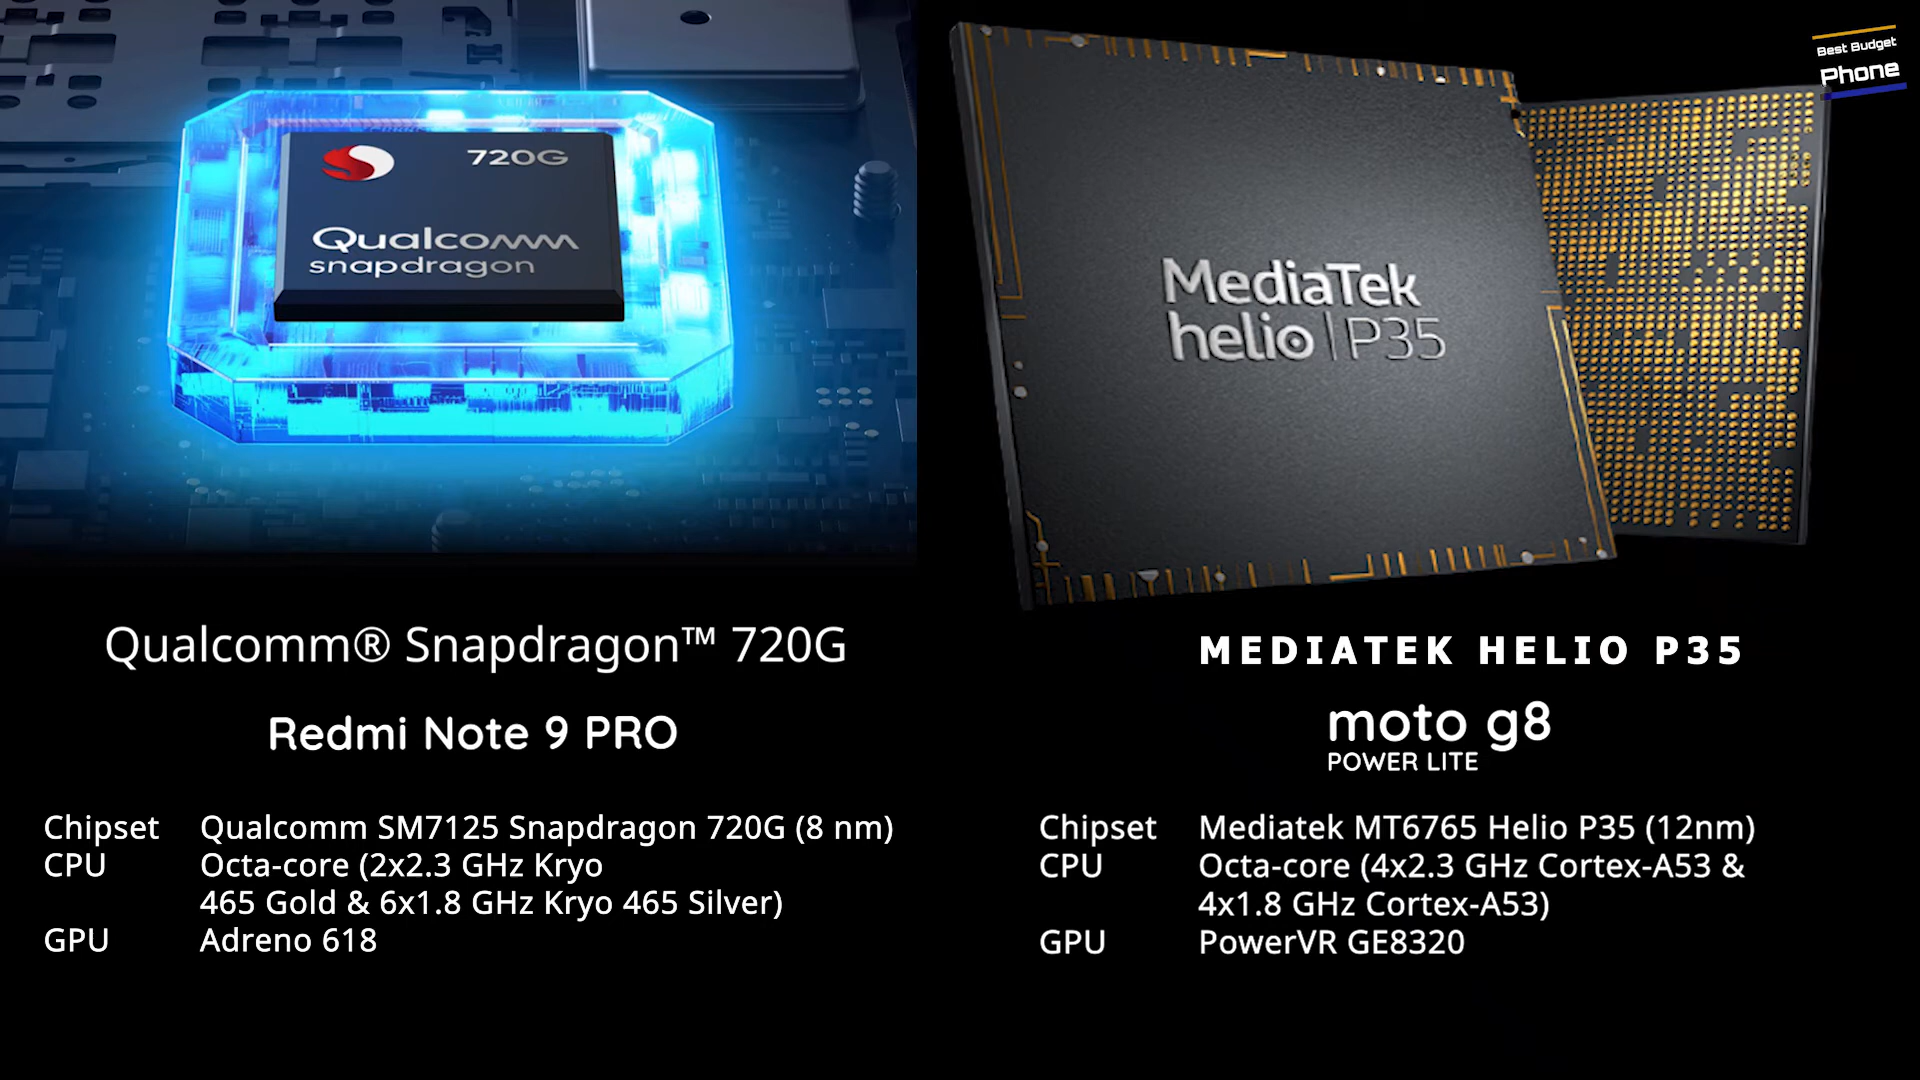 720G
Qualcomm
snapdragon
MediaTek
helio | P35
Best Budget
Phone
Qualcomm® Snapdragon™ 720G
Redmi Note 9 PRO
Chipset Qualcomm SM7125 Snapdragon 720G (8 nm)
CPU Octa-core (2x2.3 GHz Kryo
465 Gold & 6x1.8 GHz Kryo 465 Silver)
GPU Adreno 618
MEDIATEK HELIO P35
moto g8
POWER LITE
Chipset Mediatek MT6765 Helio P35 (12nm)
CPU Octa-core (4x2.3 GHz Cortex-A53 &
4x1.8 GHz Cortex-A53)
GPU PowerVR GE8320